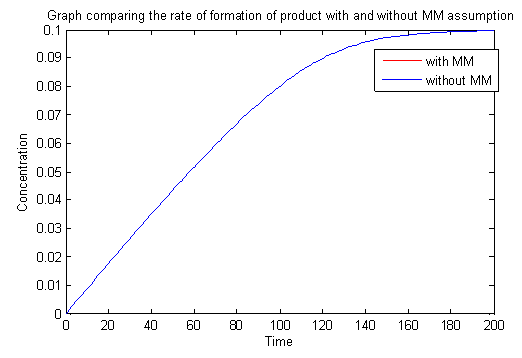 Graph comparing the rate of formation of product with and without MM assumption
0.1
0.09
0.08
0.07
0.06
0.05
0.04
0.03
0.02
0.01
0
Concentration
with MM
without MM
0 20 40 60 80 100 120 140 160 180 200
Time